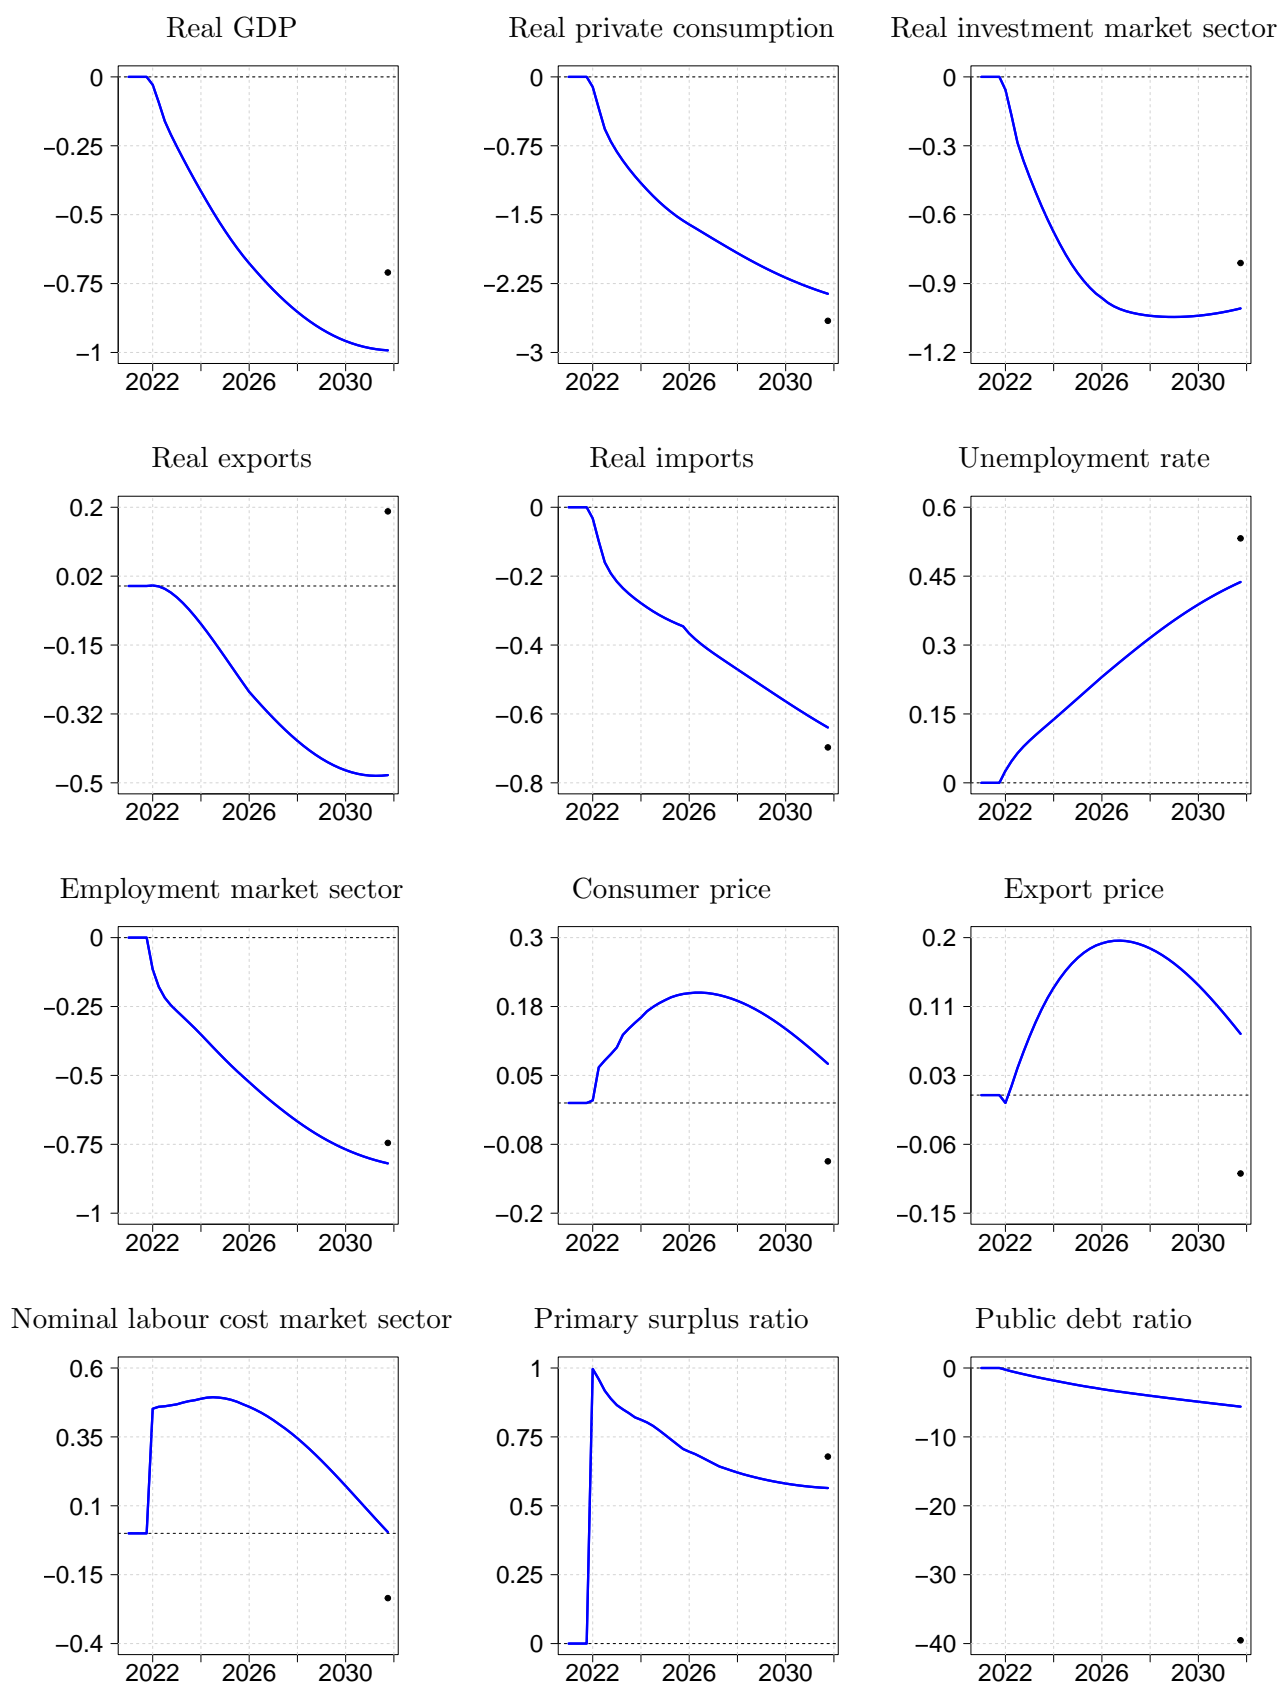 Real GDP Real private consumption Real investment market sector
0 0 0
−0.25 −0.75 −0.3
−0.5 −1.5 −0.6
−0.75 −2.25 −0.9
−1 −3 −1.2
2022 2026 2030 2022 2026 2030 2022 2026 2030
Real exports Real imports Unemployment rate
0.2 0 0.6
0.02 −0.2 0.45
−0.15 −0.4 0.3
−0.32 −0.6 0.15
−0.5 −0.8 0
2022 2026 2030 2022 2026 2030 2022 2026 2030
Employment market sector Consumer price Export price
0 0.3 0.2
−0.25 0.18 0.11
−0.5 0.05 0.03
−0.75 −0.08 −0.06
−1 −0.2 −0.15
2022 2026 2030 2022 2026 2030 2022 2026 2030
Nominal labour cost market sector Primary surplus ratio Public debt ratio
0.6 1 0
0.35 0.75 −10
0.1 0.5 −20
−0.15 0.25 −30
−0.4 0 −40
2022 2026 2030 2022 2026 2030 2022 2026 2030